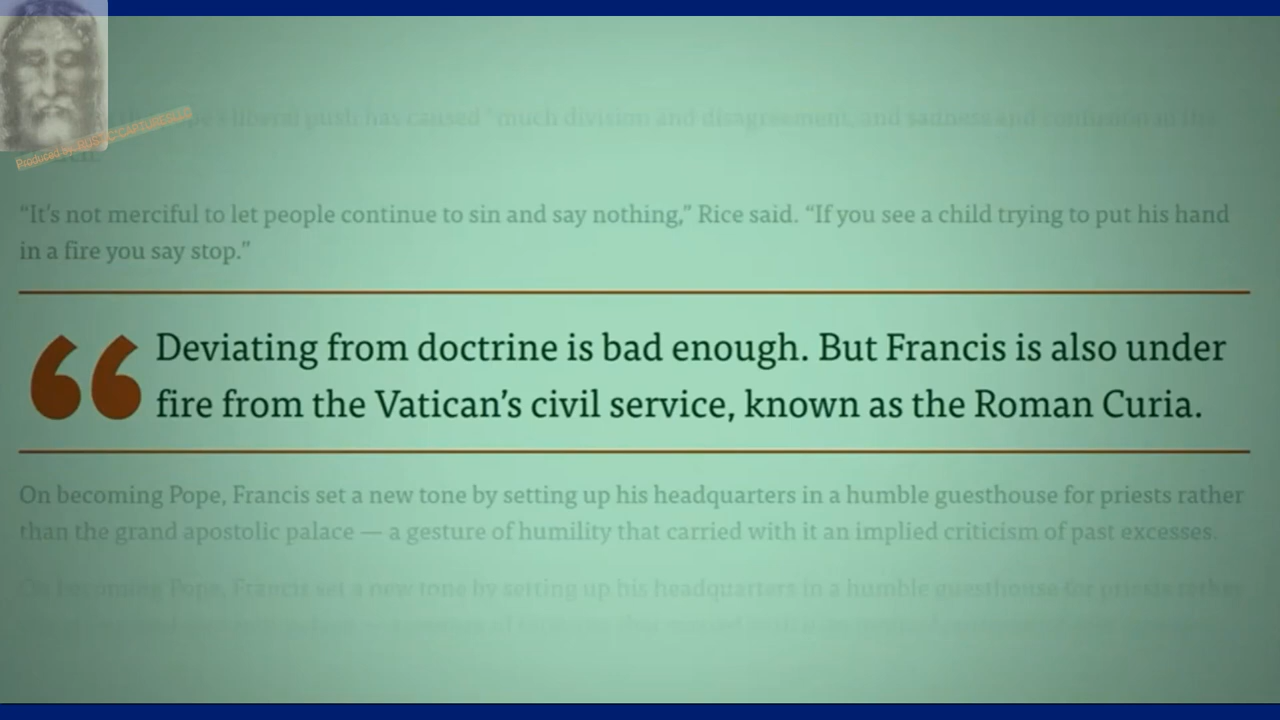 Produced by: RUSTIC CAPTURES
liberal push has caused "much division and disagreement, and sadness and confusion in the
“It’s not merciful to let people continue to sin and say nothing,” Rice said. “If you see a child trying to put his hand
in a fire you say stop.”
“ Deviating from doctrine is bad enough. But Francis is also under
fire from the Vatican’s civil service, known as the Roman Curia.
On becoming Pope, Francis set a new tone by setting up his headquarters in a humble guesthouse for priests rather
than the grand apostolic palace — a gesture of humility that carried with it an implied criticism of past excesses.
On becoming Pope, Francis set a new tone by setting up his headquarters in a humble guesthouse for priests rather